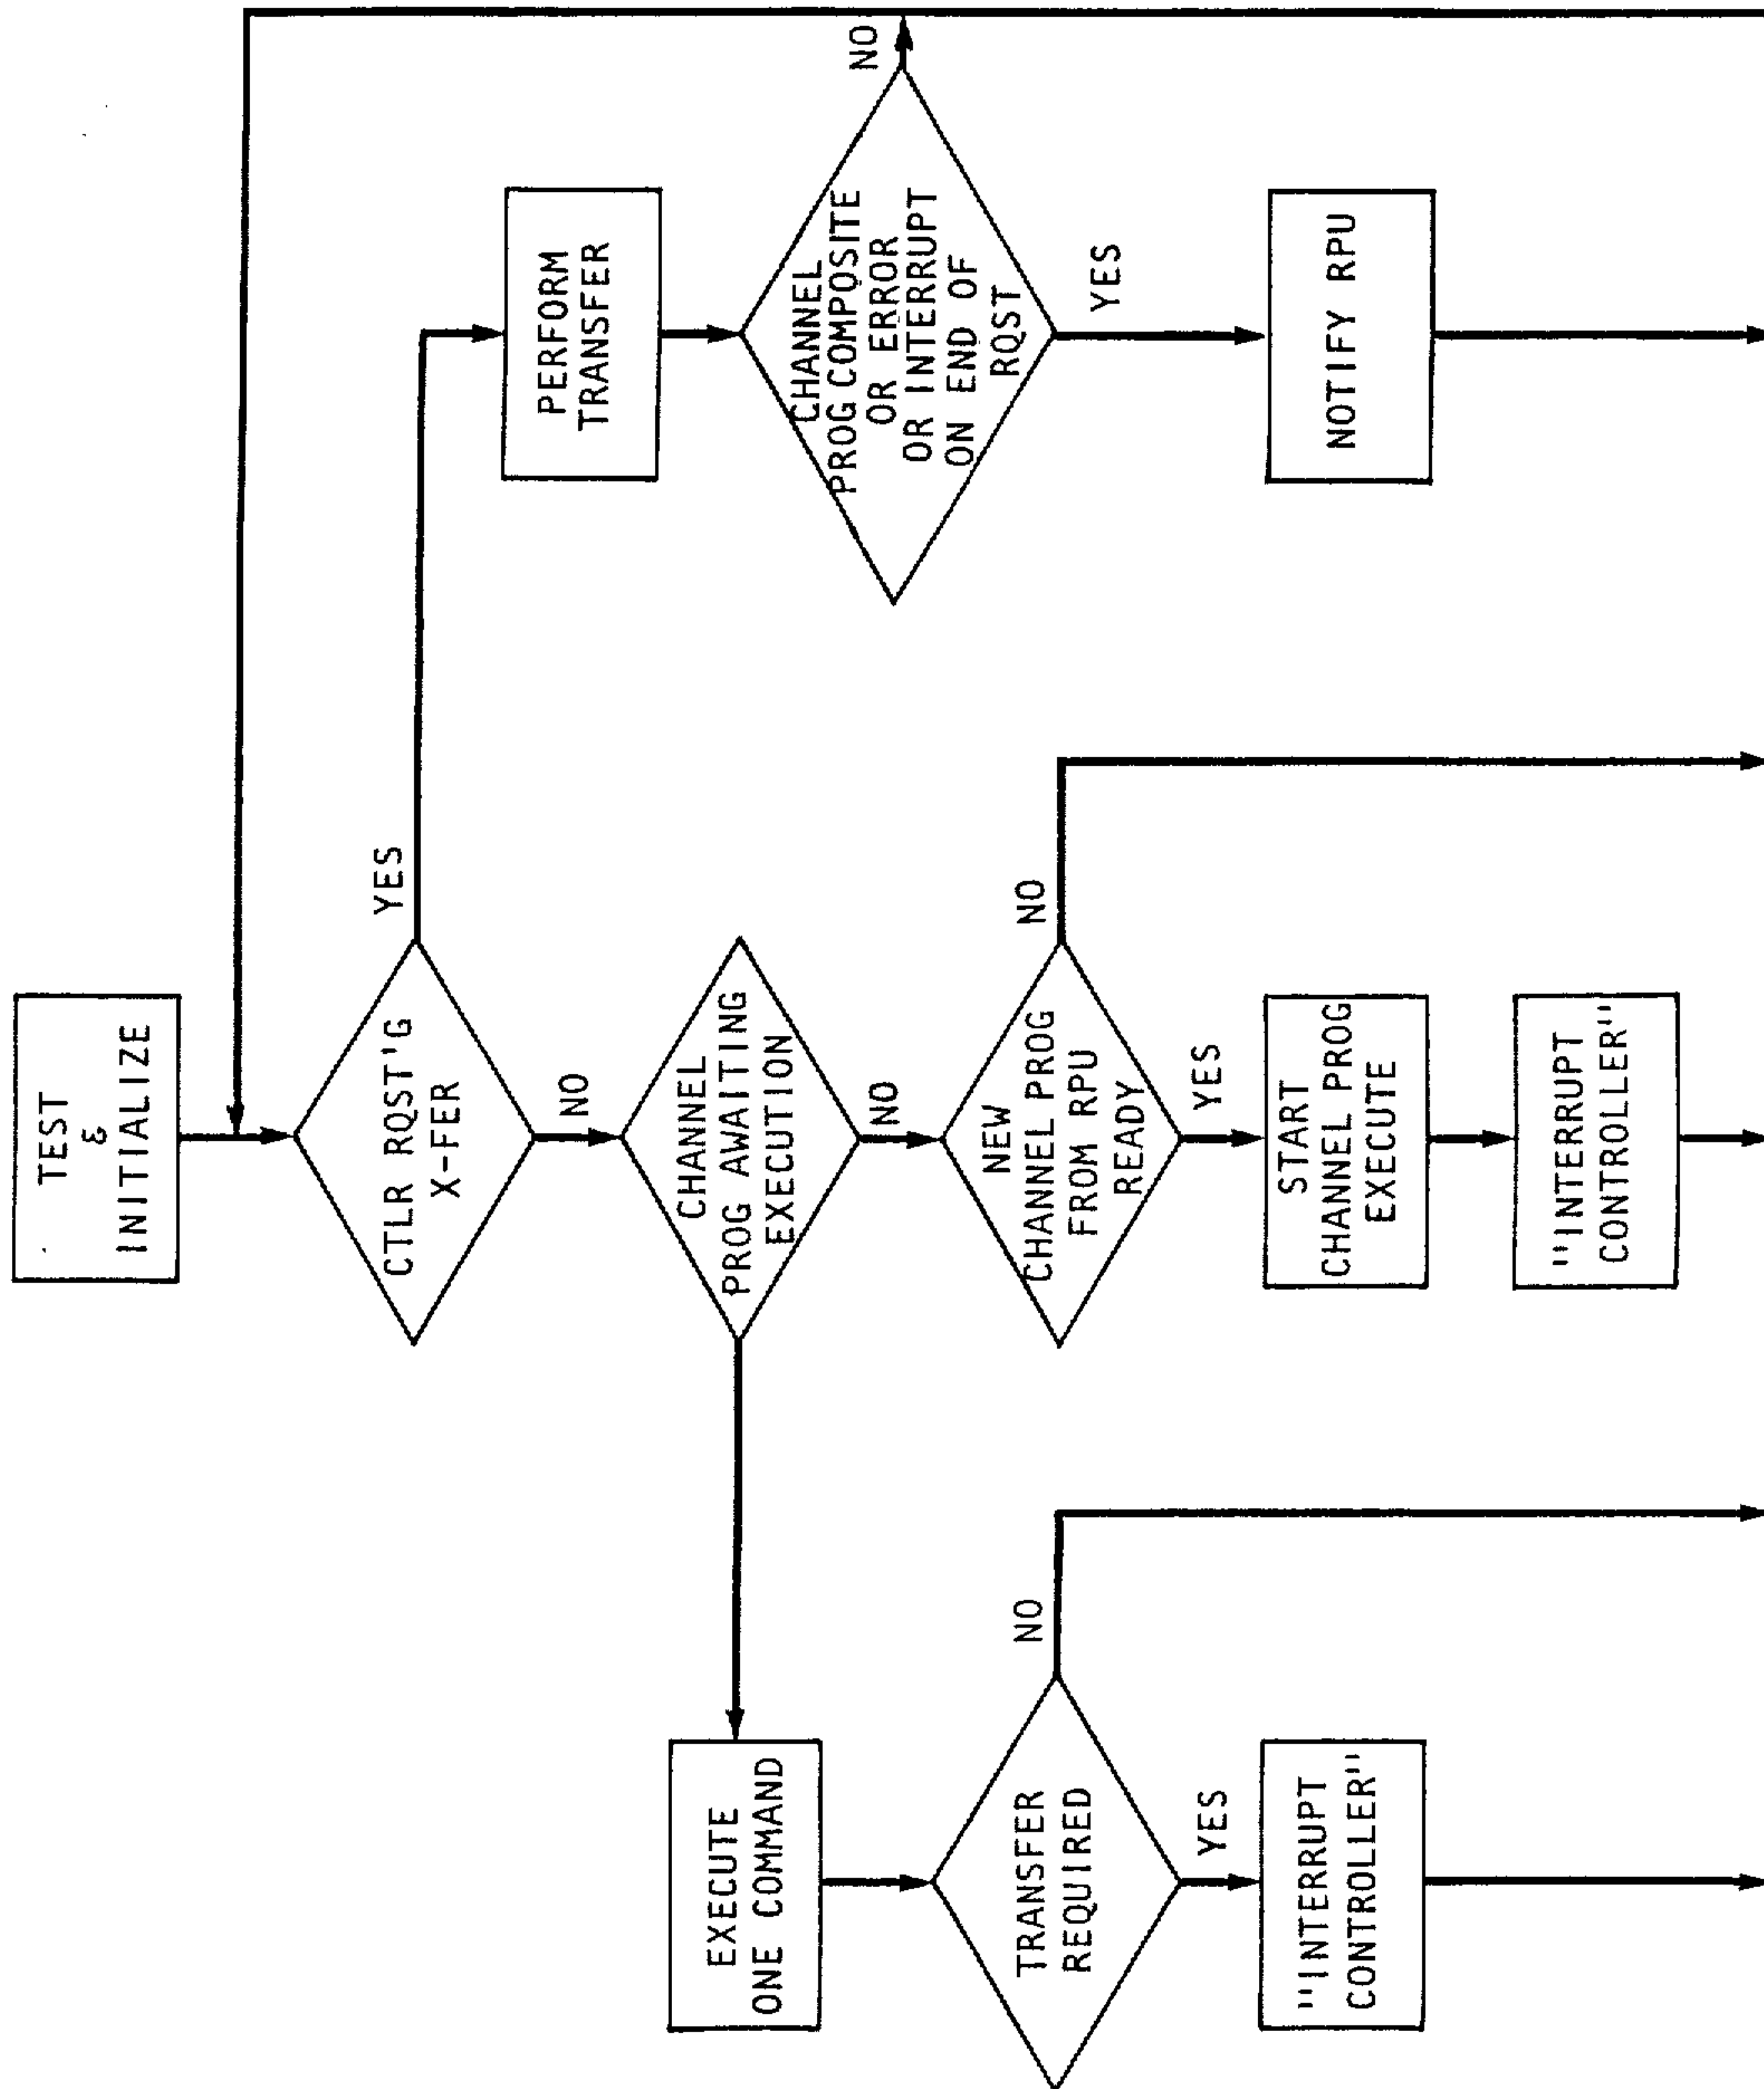 TEST
&
INITIALIZE
CTLR RQST'G
X-FER
YES
NO
PERFORM
TRANSFER
CHANNEL
PROG COMPOSITE
OR ERROR
OR INTERRUPT
ON END OF
RQST
NO
YES
NOTIFY RPU
CHANNEL
PROG AWAITING
EXECUTION
NO
NEW
CHANNEL PROG
FROM RPU
READY
NO
YES
START
CHANNEL PROG
EXECUTE
"INTERRUPT
CONTROLLER"
EXECUTE
ONE COMMAND
TRANSFER
REQUIRED
NO
YES
"INTERRUPT
CONTROLLER"